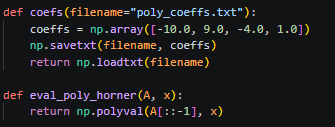 def coefs(filename="poly_coeffs.txt"):
    coeffs = np.array([-10.0, 9.0, -4.0, 1.0])
    np.savetxt(filename, coeffs)
    return np.loadtxt(filename)

def eval_poly_horner(A, x):
    return np.polyval(A[::-1], x)